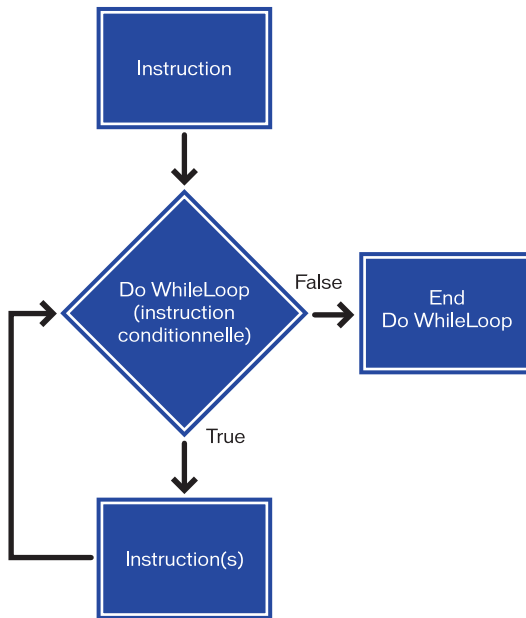 Instruction
Do WhileLoop
(instruction
conditionnelle)
False
End
Do WhileLoop
True
Instruction(s)